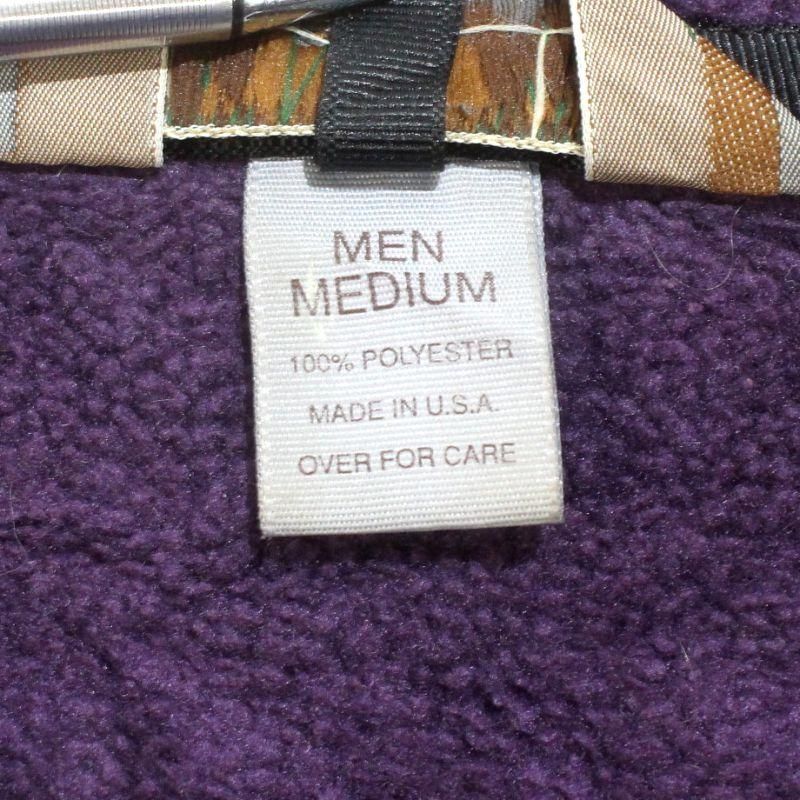 MEN
MEDIUM
100% POLYESTER
MADE IN U.S.A.
OVER FOR CARE